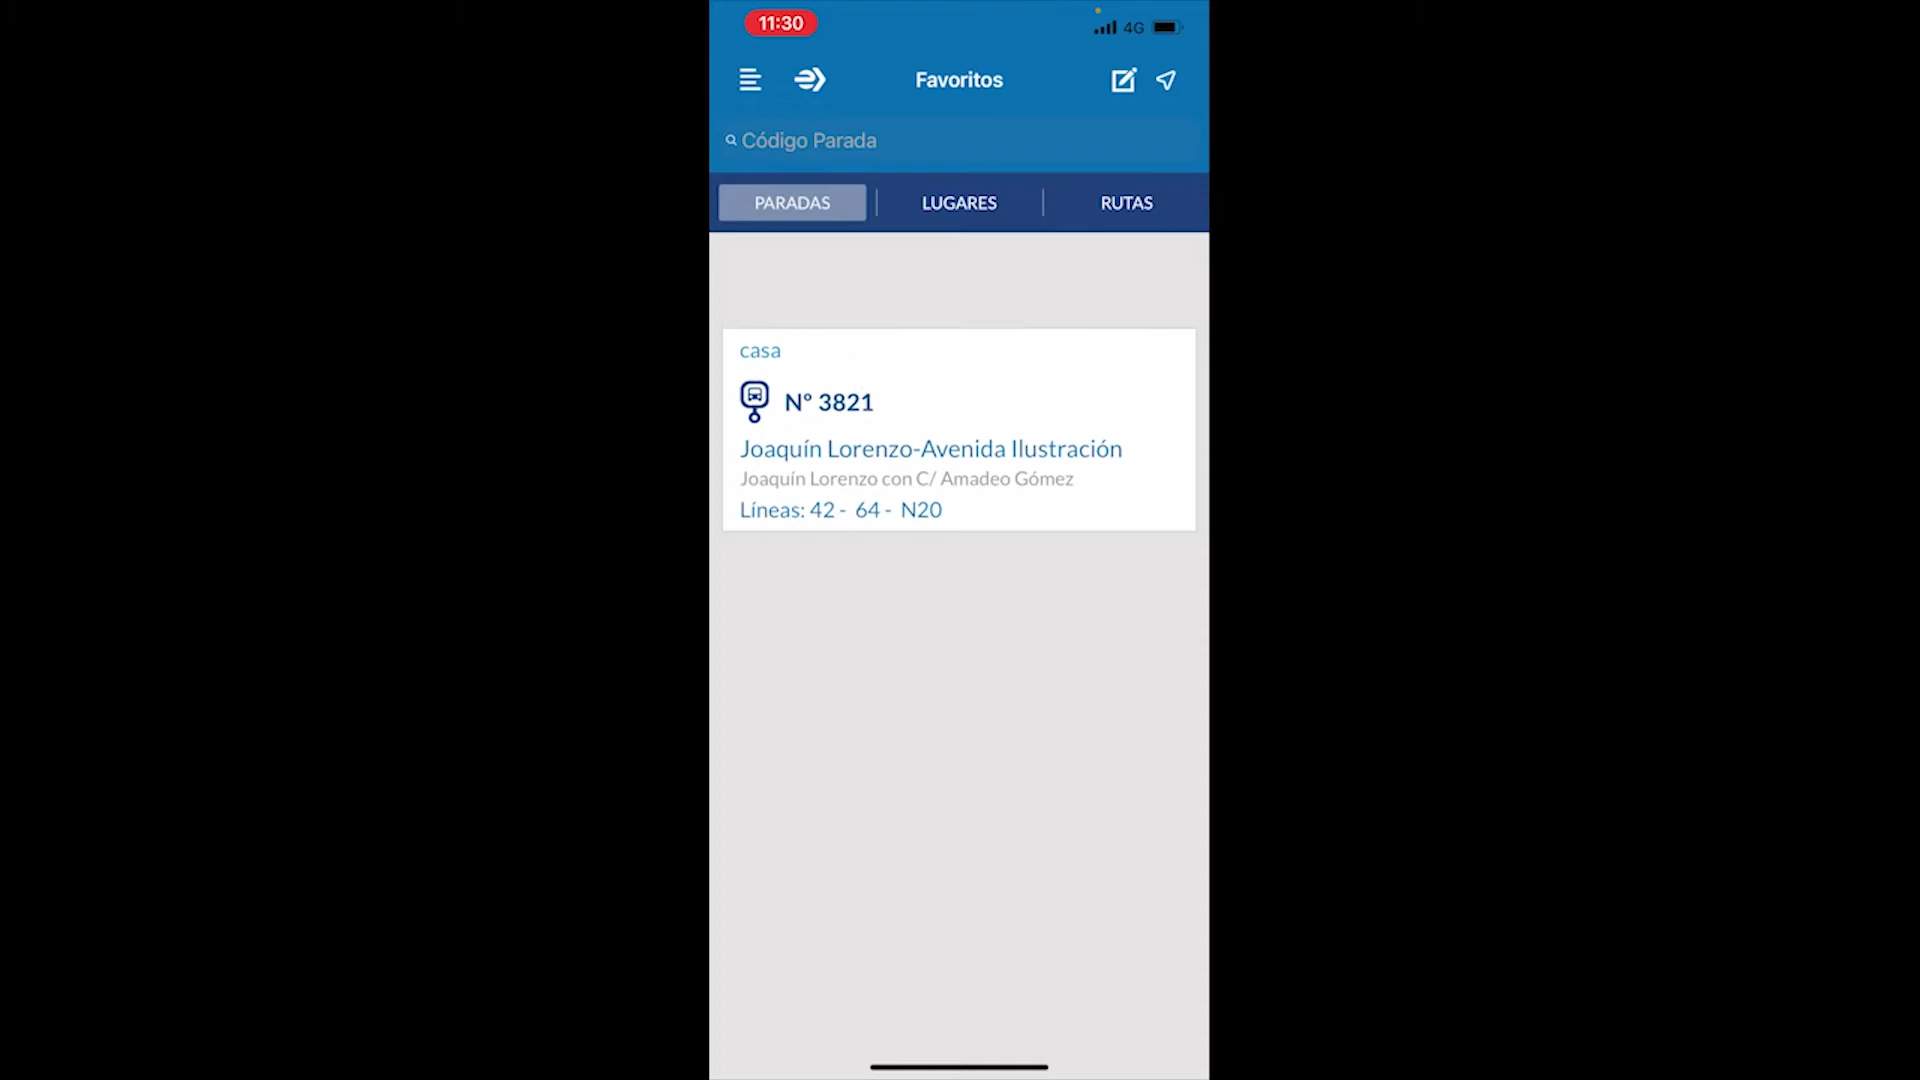 11:30
4G
Favoritos
Código Parada
PARADAS
LUGARES
RUTAS
casa
Nº 3821
Joaquín Lorenzo-Avenida Ilustración
Joaquín Lorenzo con C/ Amadeo Gómez
Líneas: 42 - 64 - N20